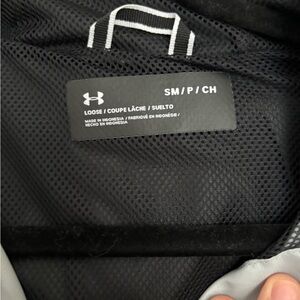 SM / P / CH
LOOSE / COUPE LÂCHE / SUELTO
MADE IN INDONESIA / FABRIQUÉ EN INDONÉSIE /
HECHO EN INDONESIA